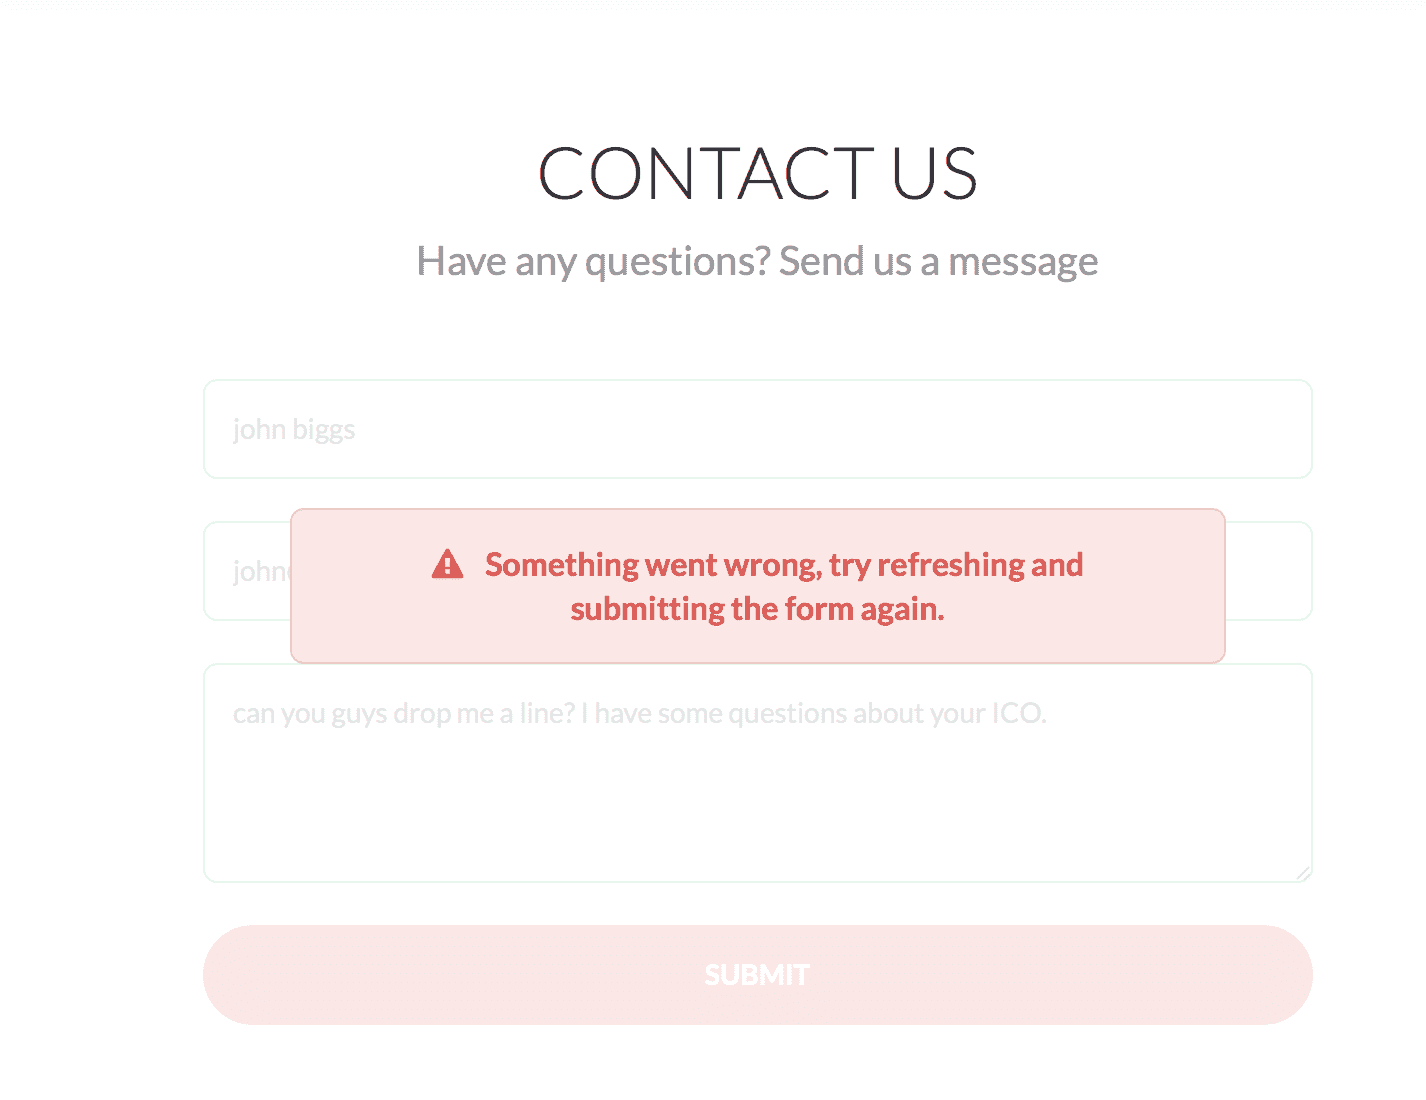 CONTACT US
Have any questions? Send us a message
john biggs
john
Something went wrong, try refreshing and
submitting the form again.
can you guys drop me a line? I have some questions about your ICO.
SUBMIT